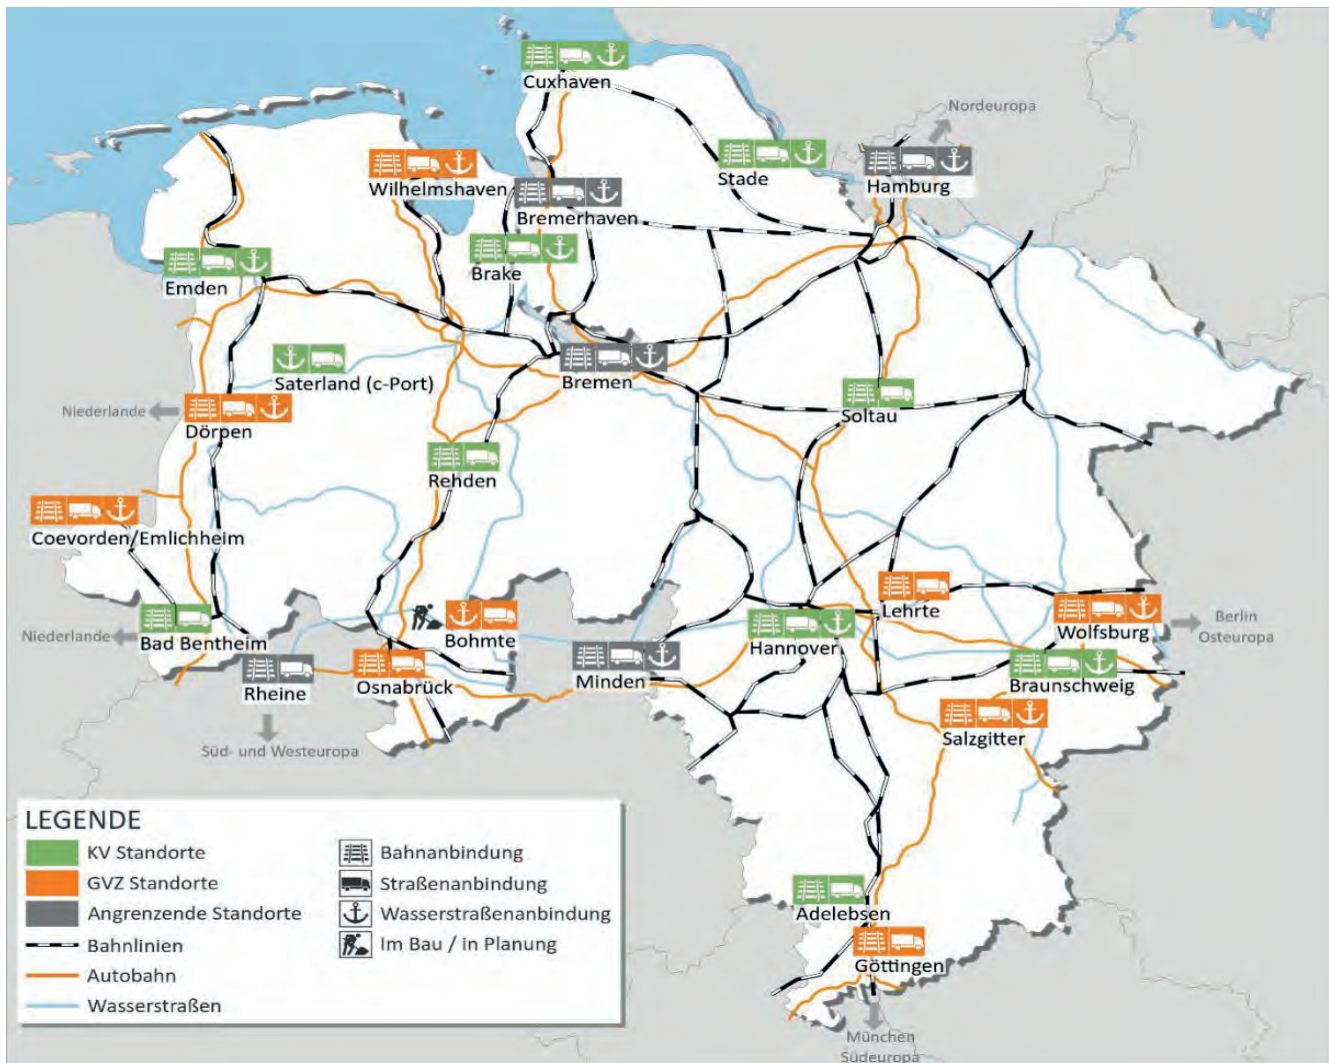 Cuxhaven
Nordeuropa
Stade
Hamburg
Wilhelmshaven
Bremerhaven
Brake
Emden
Saterland (c-Port)
Bremen
Niederlande
Dörpen
Soltau
Rehden
Coevorden/Emlichheim
Lehrte
Wolfsburg
Berlin
Osteuropa
Niederlande
Bad Bentheim
Bohmte
Hannover
Rheine
Osnabrück
Minden
Braunschweig
Salzgitter
Süd- und Westeuropa
Adelebsen
Göttingen
München
Südeuropa
LEGENDE
KV Standorte
GVZ Standorte
Angrenzende Standorte
Bahnlinien
Autobahn
Wasserstraßen
Bahnanbindung
Straßenanbindung
Wasserstraßenanbindung
Im Bau / in Planung